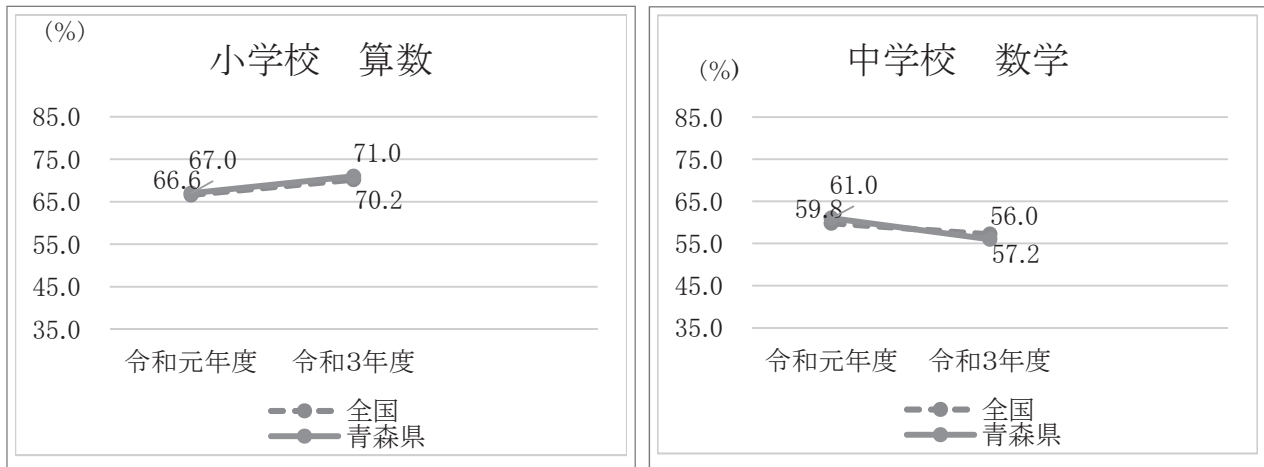 (%)
小学校　算数
85.0
75.0
65.0
55.0
45.0
35.0
67.0
66.6
71.0
70.2
令和元年度
令和3年度
全国
青森県
(%)
中学校　数学
85.0
75.0
65.0
55.0
45.0
35.0
61.0
59.8
56.0
57.2
令和元年度
令和3年度
全国
青森県